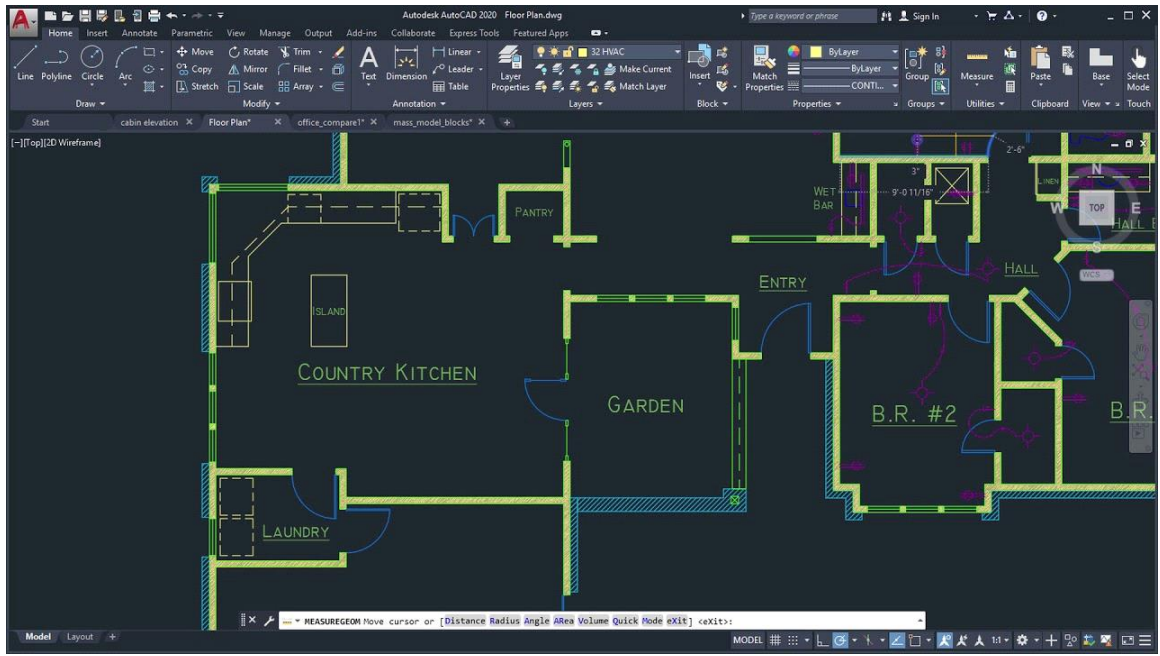 Autodesk AutoCAD 2020 Floor Plan.dwg
Type a keyword or phrase
Sign In
Home Insert Annotate Parametric View Manage Output Add-ins Collaborate Express Tools Featured Apps
Line Polyline Circle Arc
Move Rotate Trim
Copy Mirror Fillet
Stretch Scale Array
Text Dimension
Linear
Leader
Table
Layer Properties
32 HVAC
Make Current
Match Layer
Insert
Match Properties
ByLayer
ByLayer
CONTI...
Group
Measure
Paste
Base
Select Mode
Draw Modify Annotation Layers Block Properties Groups Utilities Clipboard View Touch
Start cabin elevation Floor Plan* office_compare1* mass_model_blocks*
[-][Top][2D Wireframe]
2'-6"
3"
9'-0 11/16"
WET
BAR
LINEN
N
W TOP E
S
WCS
PANTRY
HALL
ENTRY
ISLAND
COUNTRY KITCHEN
GARDEN
B.R. #2
B.R.
LAUNDRY
MEASUREGEOM Move cursor or [Distance Radius Angle ARea Volume Quick Mode eXit] <eXit>:
Model Layout
MODEL
1:1